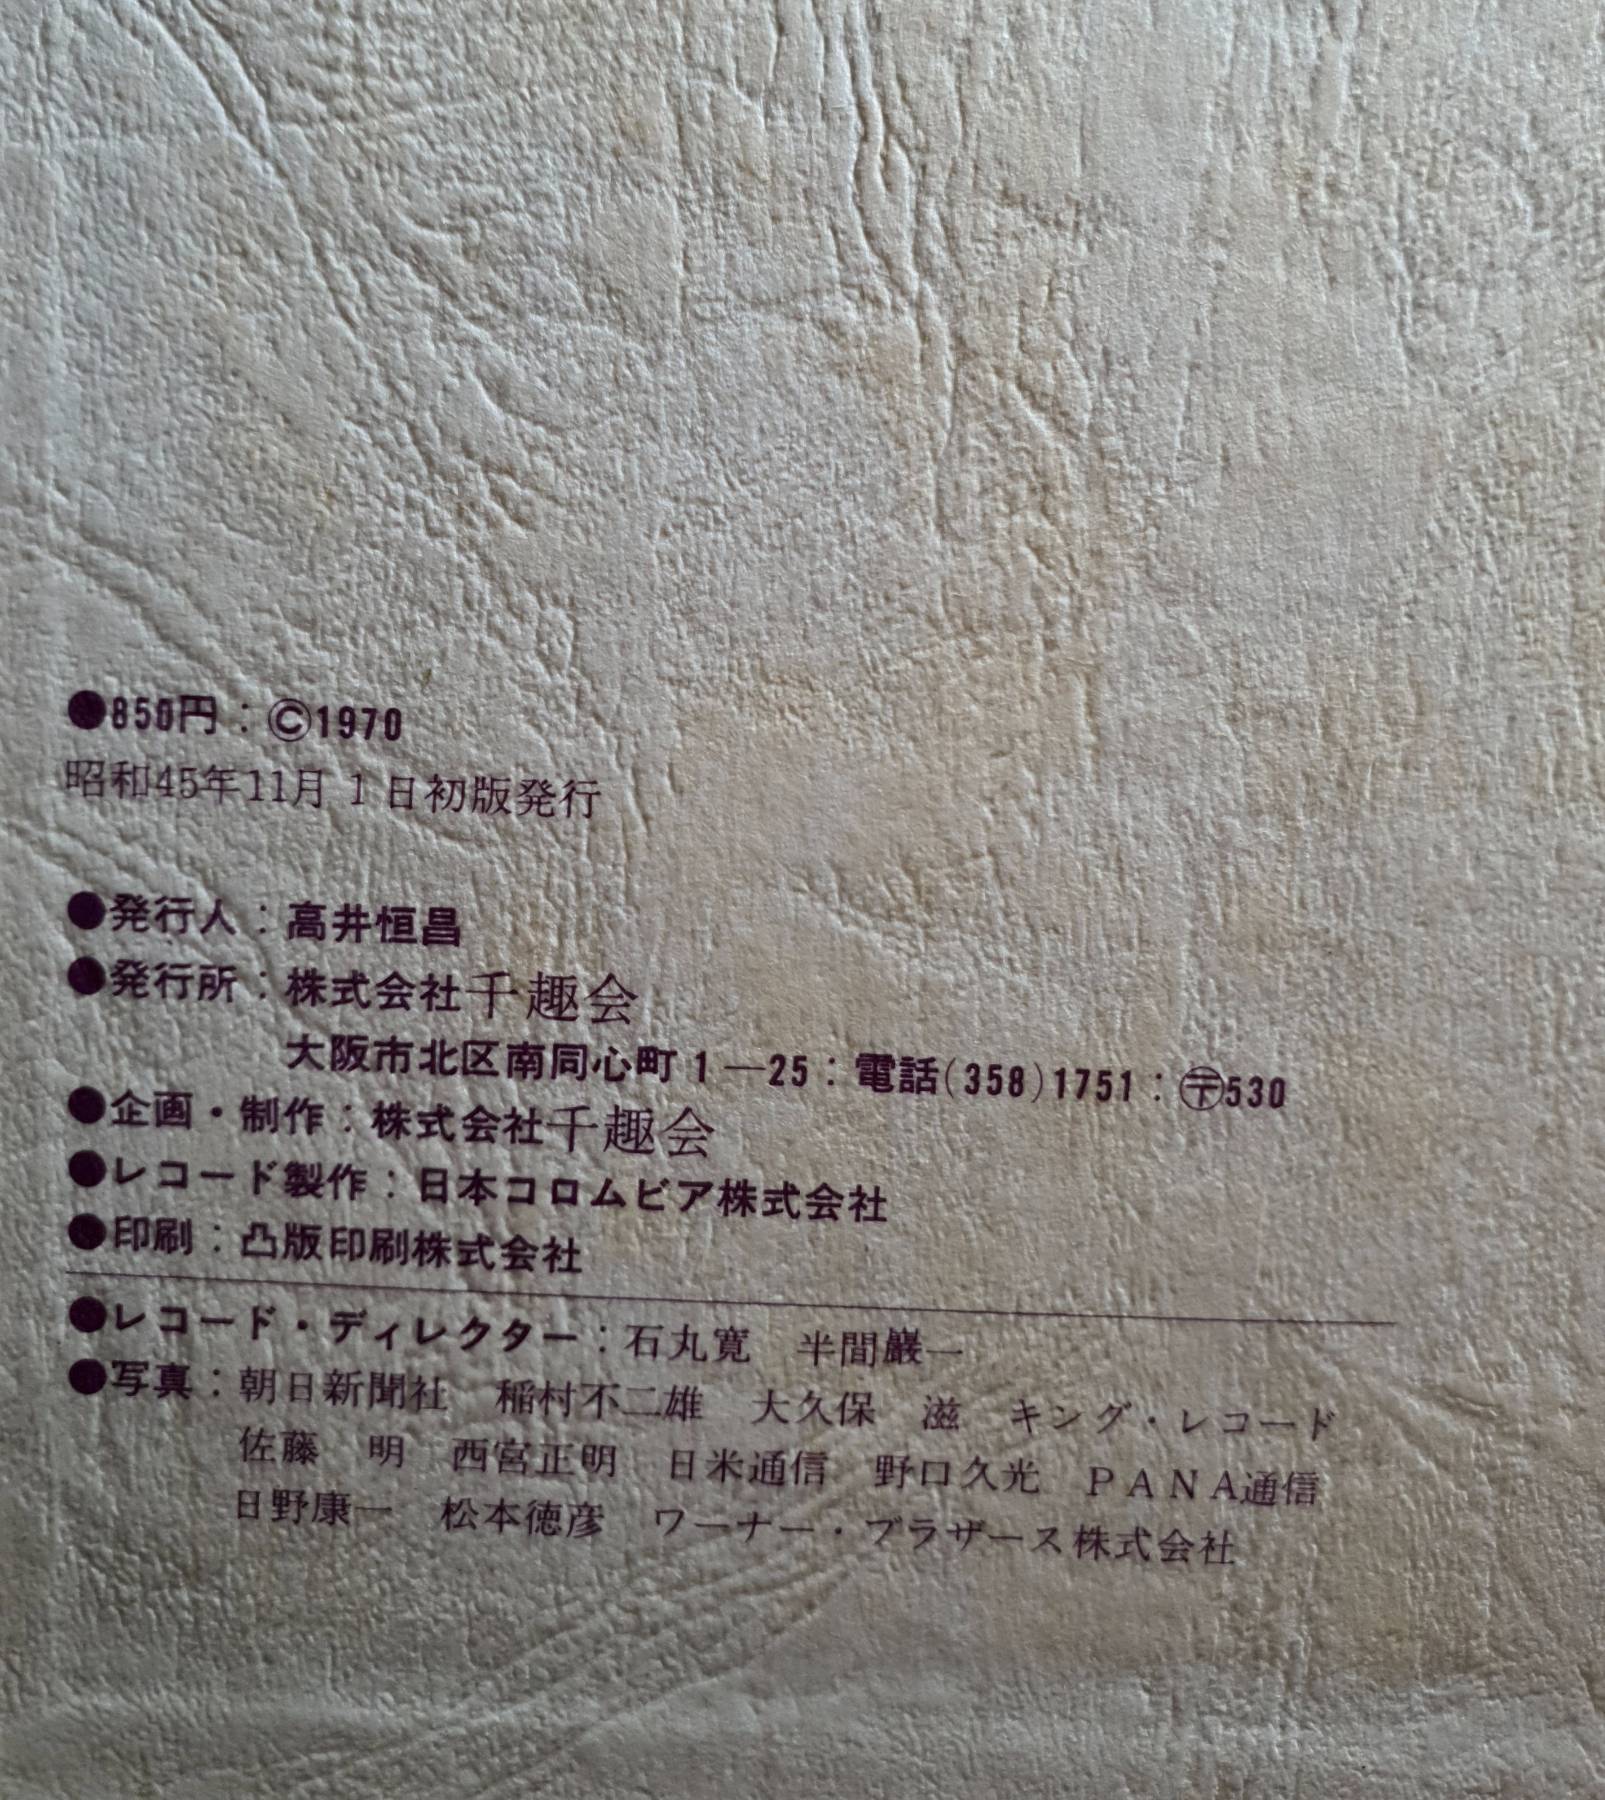 ●850円：©1970
昭和45年11月1日初版発行
●発行人：高井恒昌
●発行所：株式会社千趣会
大阪市北区南同心町1—25：電話(358)1751：〶530
●企画・制作：株式会社千趣会
●レコード製作：日本コロムビア株式会社
●印刷：凸版印刷株式会社
●レコード・ディレクター：石丸寛　半間巖一
●写真：朝日新聞社　稲村不二雄　大久保　滋　キング・レコード
佐藤　明　西宮正明　日米通信　野口久光　PANA通信
日野康一　松本徳彦　ワーナー・ブラザース株式会社